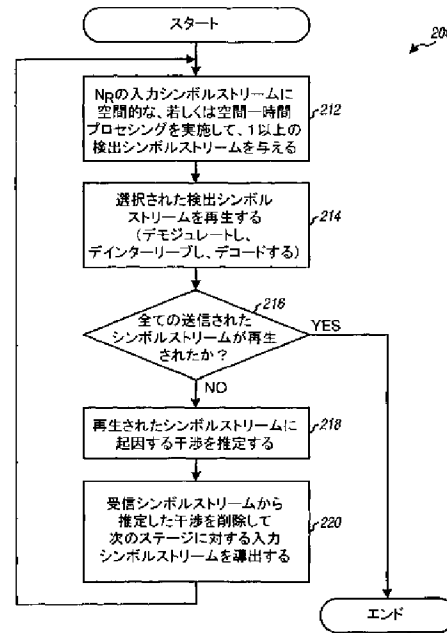 スタート
200
NRの入力シンボルストリームに
空間的な、若しくは空間一時間
プロセシングを実施して、1以上の
検出シンボルストリームを与える
212
選択された検出シンボル
ストリームを再生する
(デモジュレートし、
デインターリーブし、デコードする)
214
216
全ての送信された
シンボルストリームが再生
されたか?
YES
NO
再生されたシンボルストリームに
起因する干渉を推定する
218
受信シンボルストリームから
推定した干渉を削除して
次のステージに対する入力
シンボルストリームを導出する
220
エンド